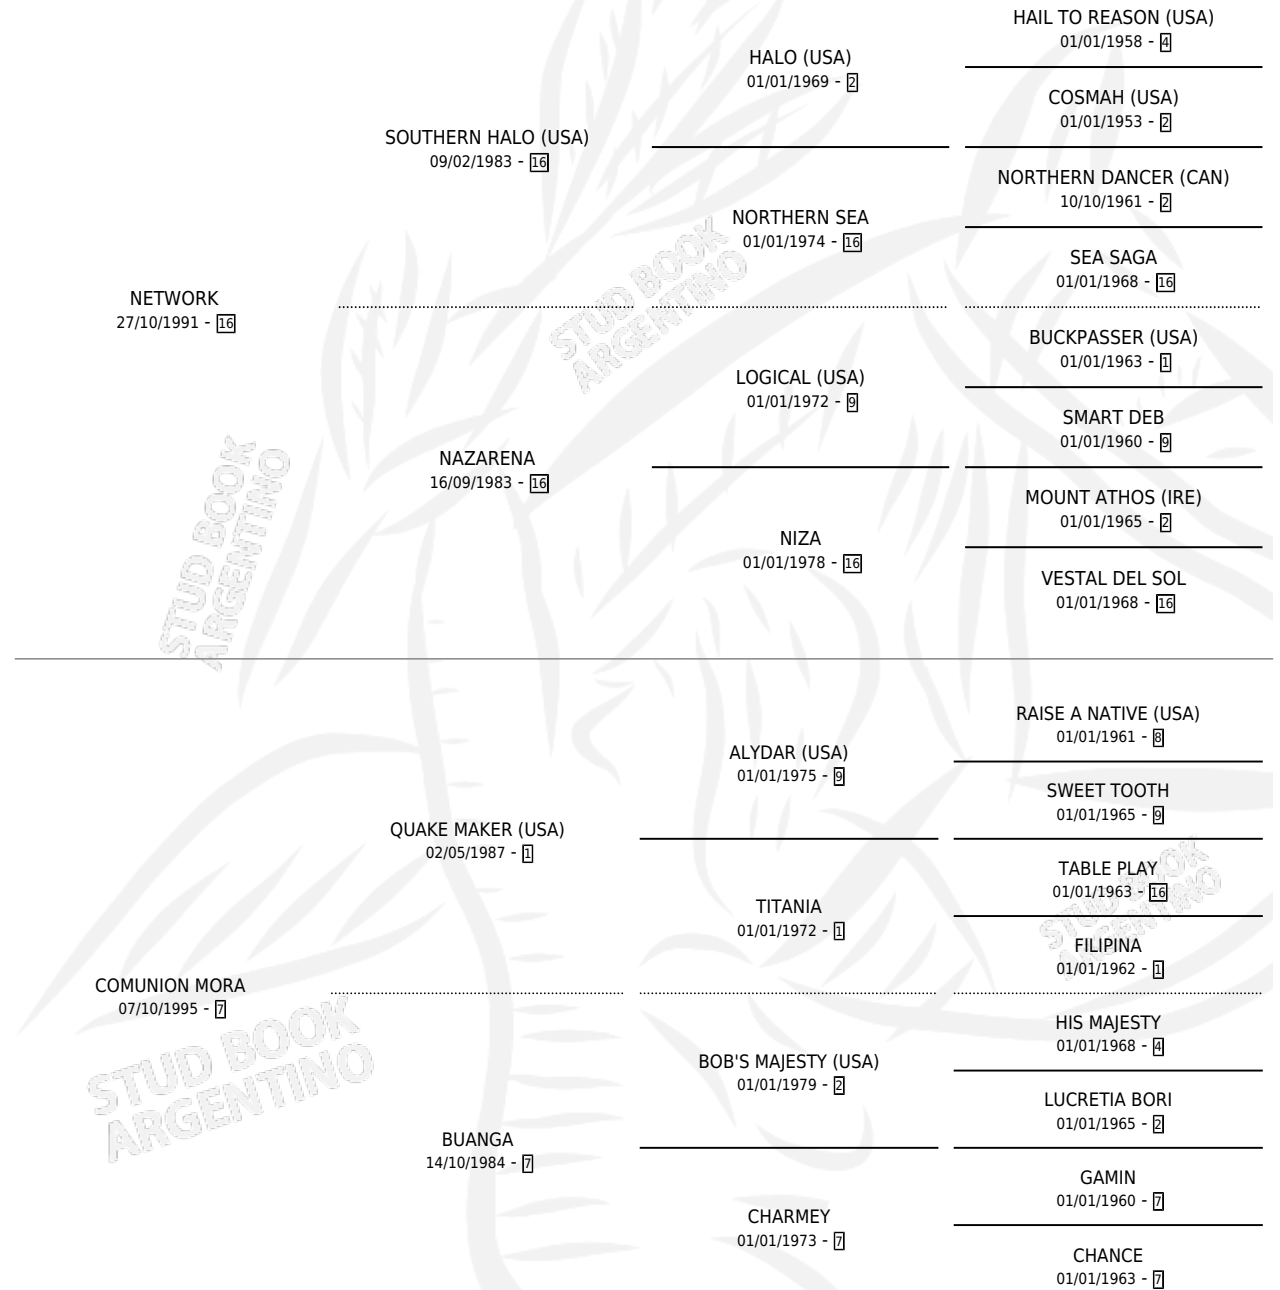 HAIL TO REASON (USA)
01/01/1958 - 4
HALO (USA)
01/01/1969 - 2
COSMAH (USA)
01/01/1953 - 2
SOUTHERN HALO (USA)
09/02/1983 - 16
NORTHERN DANCER (CAN)
10/10/1961 - 2
NORTHERN SEA
01/01/1974 - 16
SEA SAGA
01/01/1968 - 16
NETWORK
27/10/1991 - 16
STUD BOOK
ARGENTINO
BUCKPASSER (USA)
01/01/1963 - 1
LOGICAL (USA)
01/01/1972 - 9
SMART DEB
01/01/1960 - 9
NAZARENA
16/09/1983 - 16
MOUNT ATHOS (IRE)
01/01/1965 - 2
NIZA
01/01/1978 - 16
VESTAL DEL SOL
01/01/1968 - 16
STUD BOOK
ARGENTINO
RAISE A NATIVE (USA)
01/01/1961 - 8
ALYDAR (USA)
01/01/1975 - 9
SWEET TOOTH
01/01/1965 - 9
QUAKE MAKER (USA)
02/05/1987 - 1
TABLE PLAY
01/01/1963 - 16
TITANIA
01/01/1972 - 1
FILIPINA
01/01/1962 - 1
STUD BOOK
ARGENTINO
COMUNION MORA
07/10/1995 - 7
HIS MAJESTY
01/01/1968 - 4
BOB'S MAJESTY (USA)
01/01/1979 - 2
LUCRETIA BORI
01/01/1965 - 2
STUD BOOK
ARGENTINO
BUANGA
14/10/1984 - 7
GAMIN
01/01/1960 - 7
CHARMEY
01/01/1973 - 7
CHANCE
01/01/1963 - 7